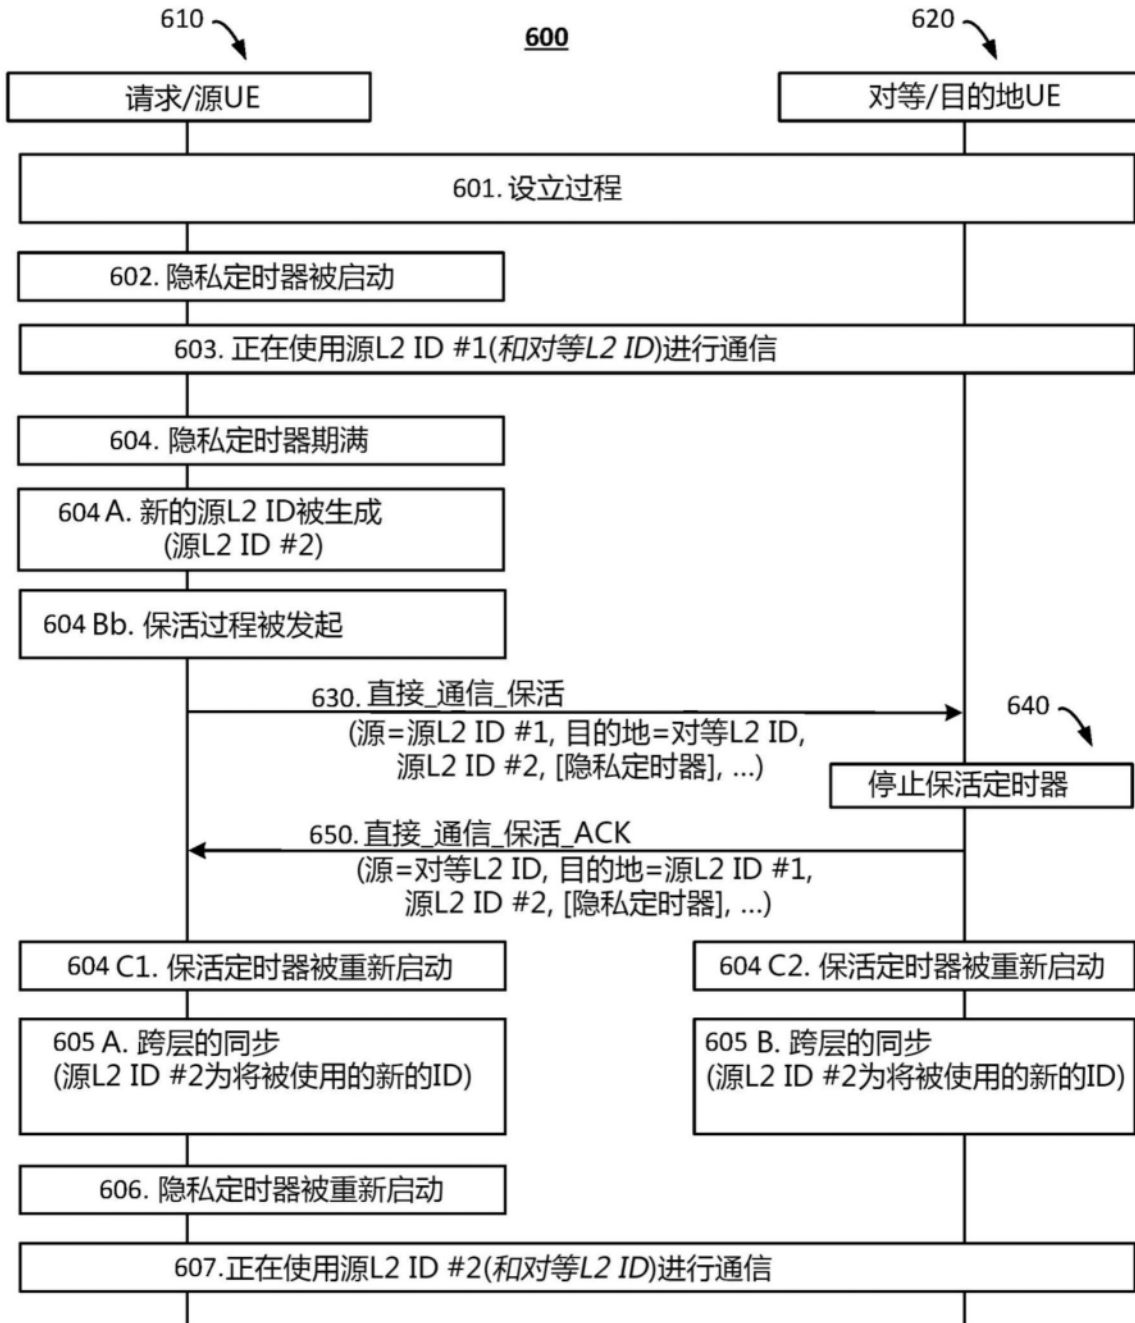 610
600
620
请求/源UE
对等/目的地UE
601. 设立过程
602. 隐私定时器被启动
603. 正在使用源L2 ID #1(和对等L2 ID)进行通信
604. 隐私定时器期满
604 A. 新的源L2 ID被生成
(源L2 ID #2)
604 Bb. 保活过程被发起
630. 直接_通信_保活
(源=源L2 ID #1, 目的地=对等L2 ID,
源L2 ID #2, [隐私定时器], ...)
640
停止保活定时器
650. 直接_通信_保活_ACK
(源=对等L2 ID, 目的地=源L2 ID #1,
源L2 ID #2, [隐私定时器], ...)
604 C1. 保活定时器被重新启动
604 C2. 保活定时器被重新启动
605 A. 跨层的同步
(源L2 ID #2为将被使用的新的ID)
605 B. 跨层的同步
(源L2 ID #2为将被使用的新的ID)
606. 隐私定时器被重新启动
607.正在使用源L2 ID #2(和对等L2 ID)进行通信